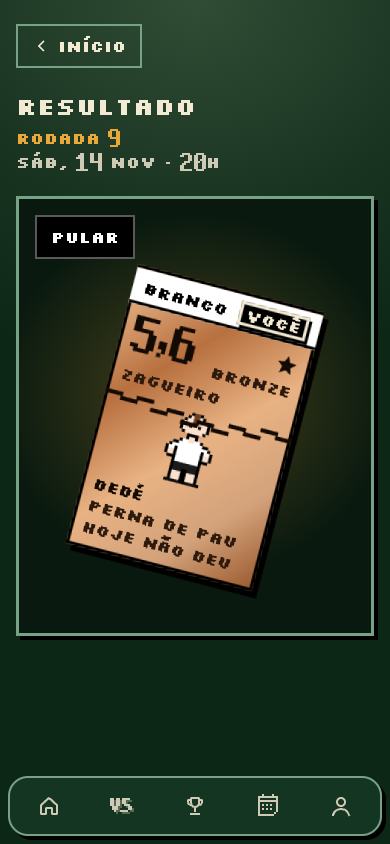 INÍCIO
RESULTADO
RODADA 9
SÁB, 14 NOV · 20H
PULAR
BRANCO VOCÊ
5,6 BRONZE
ZAGUEIRO
DEDÉ
PERNA DE PAU
HOJE NÃO DEU
VS